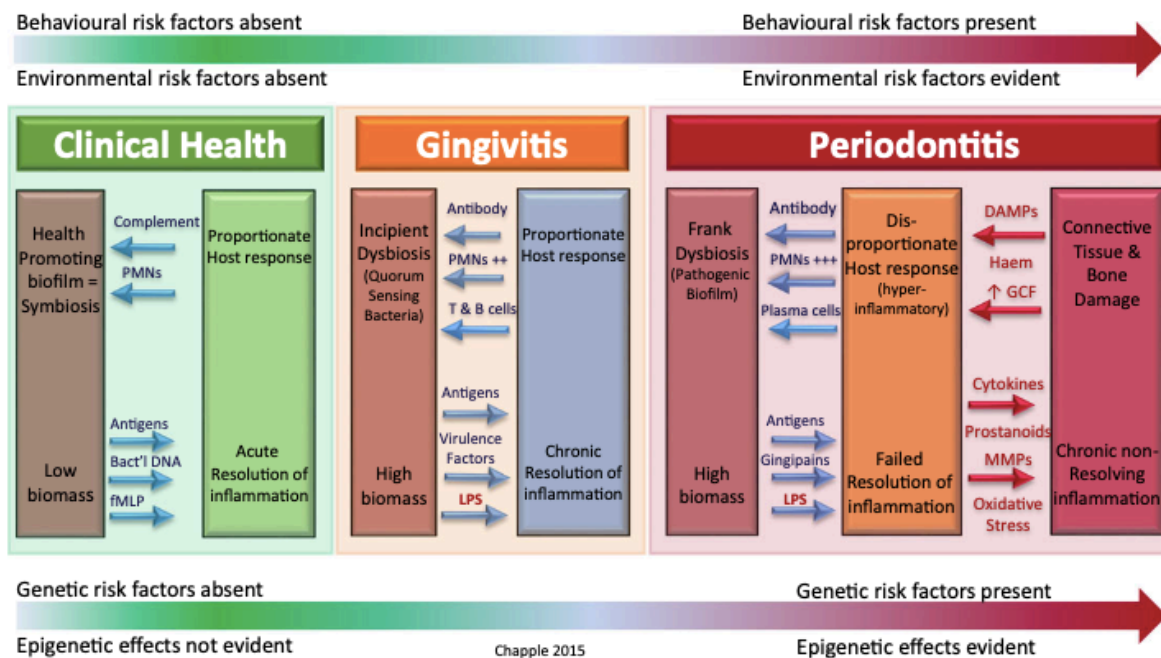 Behavioural risk factors absent
Behavioural risk factors present
Environmental risk factors absent
Environmental risk factors evident
Clinical Health
Health
Promoting
biofilm =
Symbiosis
Low
biomass
Complement
PMNs
Antigens
Bact'l DNA
fMLP
Proportionate
Host response
Acute
Resolution of
inflammation
Gingivitis
Incipient
Dysbiosis
(Quorum
Sensing
Bacteria)
High
biomass
Antibody
PMNs ++
T & B cells
Antigens
Virulence
Factors
LPS
Proportionate
Host response
Chronic
Resolution of
inflammation
Periodontitis
Frank
Dysbiosis
(Pathogenic
Biofilm)
High
biomass
Antibody
PMNs +++
Plasma cells
Antigens
Gingipains
LPS
Dis-
proportionate
Host response
(hyper-
inflammatory)
Failed
Resolution of
inflammation
DAMPs
Haem
↑ GCF
Cytokines
Prostanoids
MMPs
Oxidative
Stress
Connective
Tissue &
Bone
Damage
Chronic non-
Resolving
inflammation
Genetic risk factors absent
Genetic risk factors present
Epigenetic effects not evident
Chapple 2015
Epigenetic effects evident